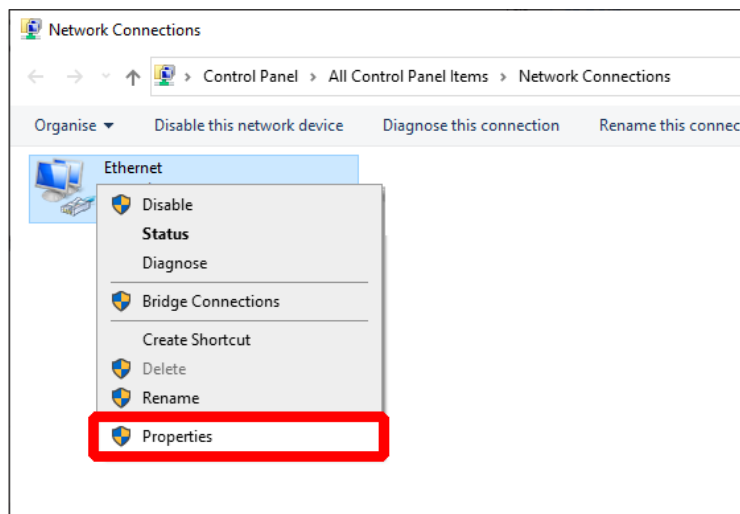 Network Connections
Control Panel > All Control Panel Items > Network Connections
Organise Disable this network device Diagnose this connection Rename this connec
Ethernet
Disable
Status
Diagnose
Bridge Connections
Create Shortcut
Delete
Rename
Properties